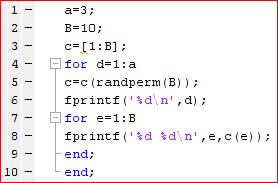 1 - a=3;
2 - B=10;
3 - c=[1:B];
4 - for d=1:a
5 - c=c(randperm(B));
6 - fprintf('%d\n',d);
7 - for e=1:B
8 - fprintf('%d %d\n',e,c(e));
9 - end;
10 - end;